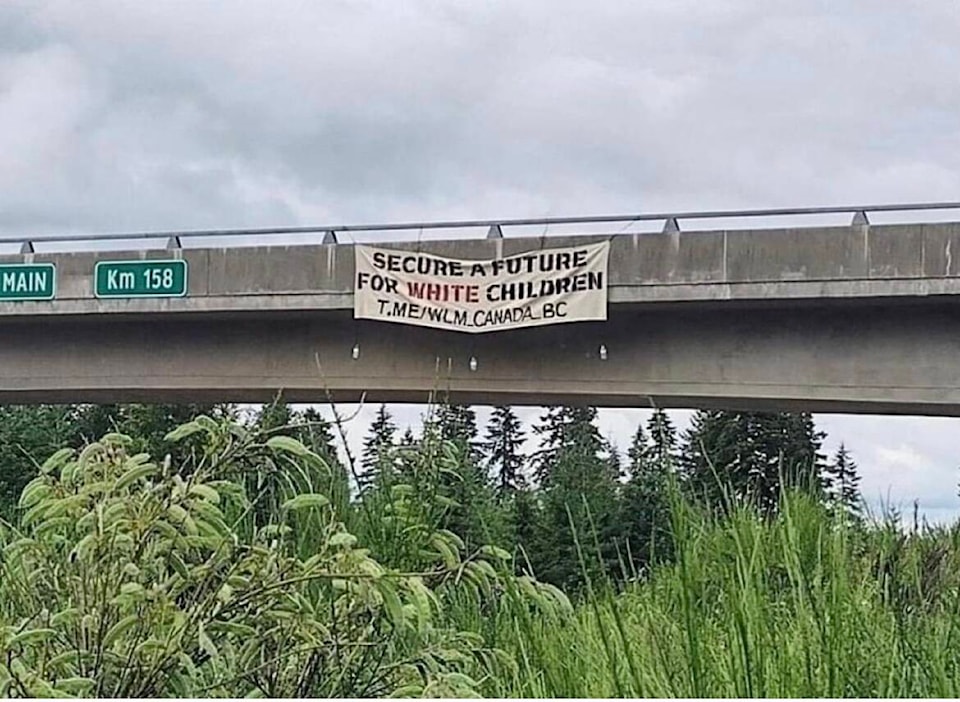 MAIN
Km 158
SECURE A FUTURE
FOR WHITE CHILDREN
T.ME/WLM_CANADA_BC